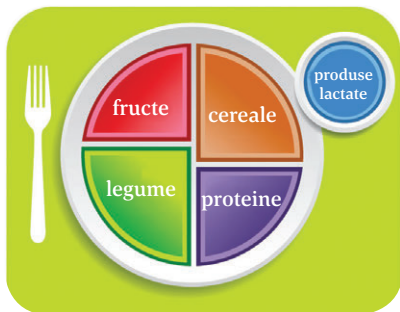 fructe
cereale
produse
lactate
legume
proteine